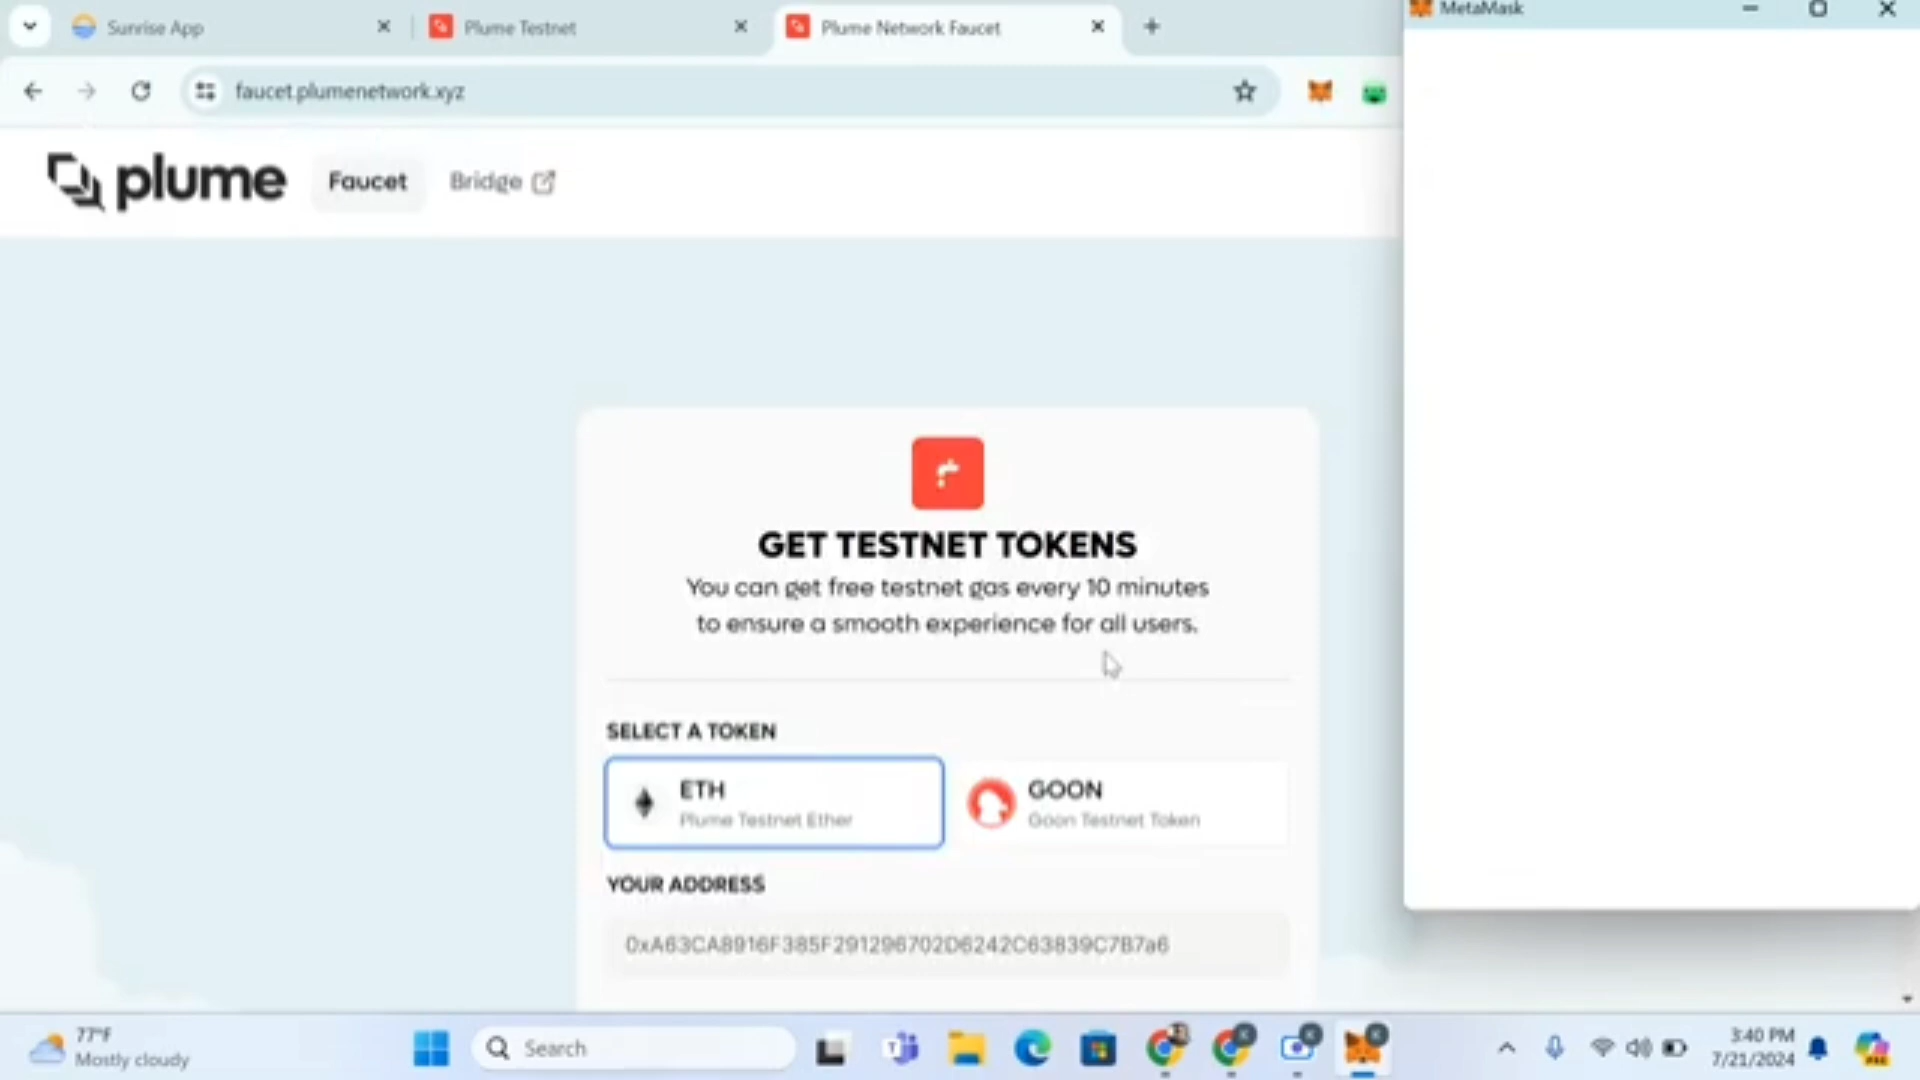 Sunrise App
Plume Testnet
Plume Network Faucet
MetaMask
faucet.plumenetwork.xyz
plume
Faucet
Bridge
GET TESTNET TOKENS
You can get free testnet gas every 10 minutes
to ensure a smooth experience for all users.
SELECT A TOKEN
ETH
Plume Testnet Ether
GOON
Goon Testnet Token
YOUR ADDRESS
0xA63CA8916F385F291296702D6242C63839C7B7a6
77°F
Mostly cloudy
Search
3:40 PM
7/21/2024